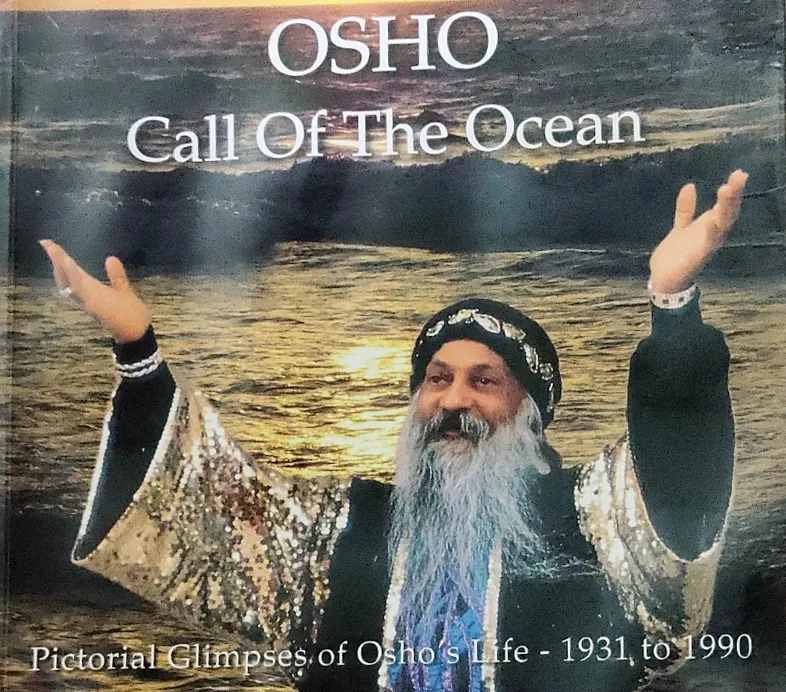 OSHO
Call Of The Ocean
Pictorial Glimpses of Osho's Life - 1931 to 1990